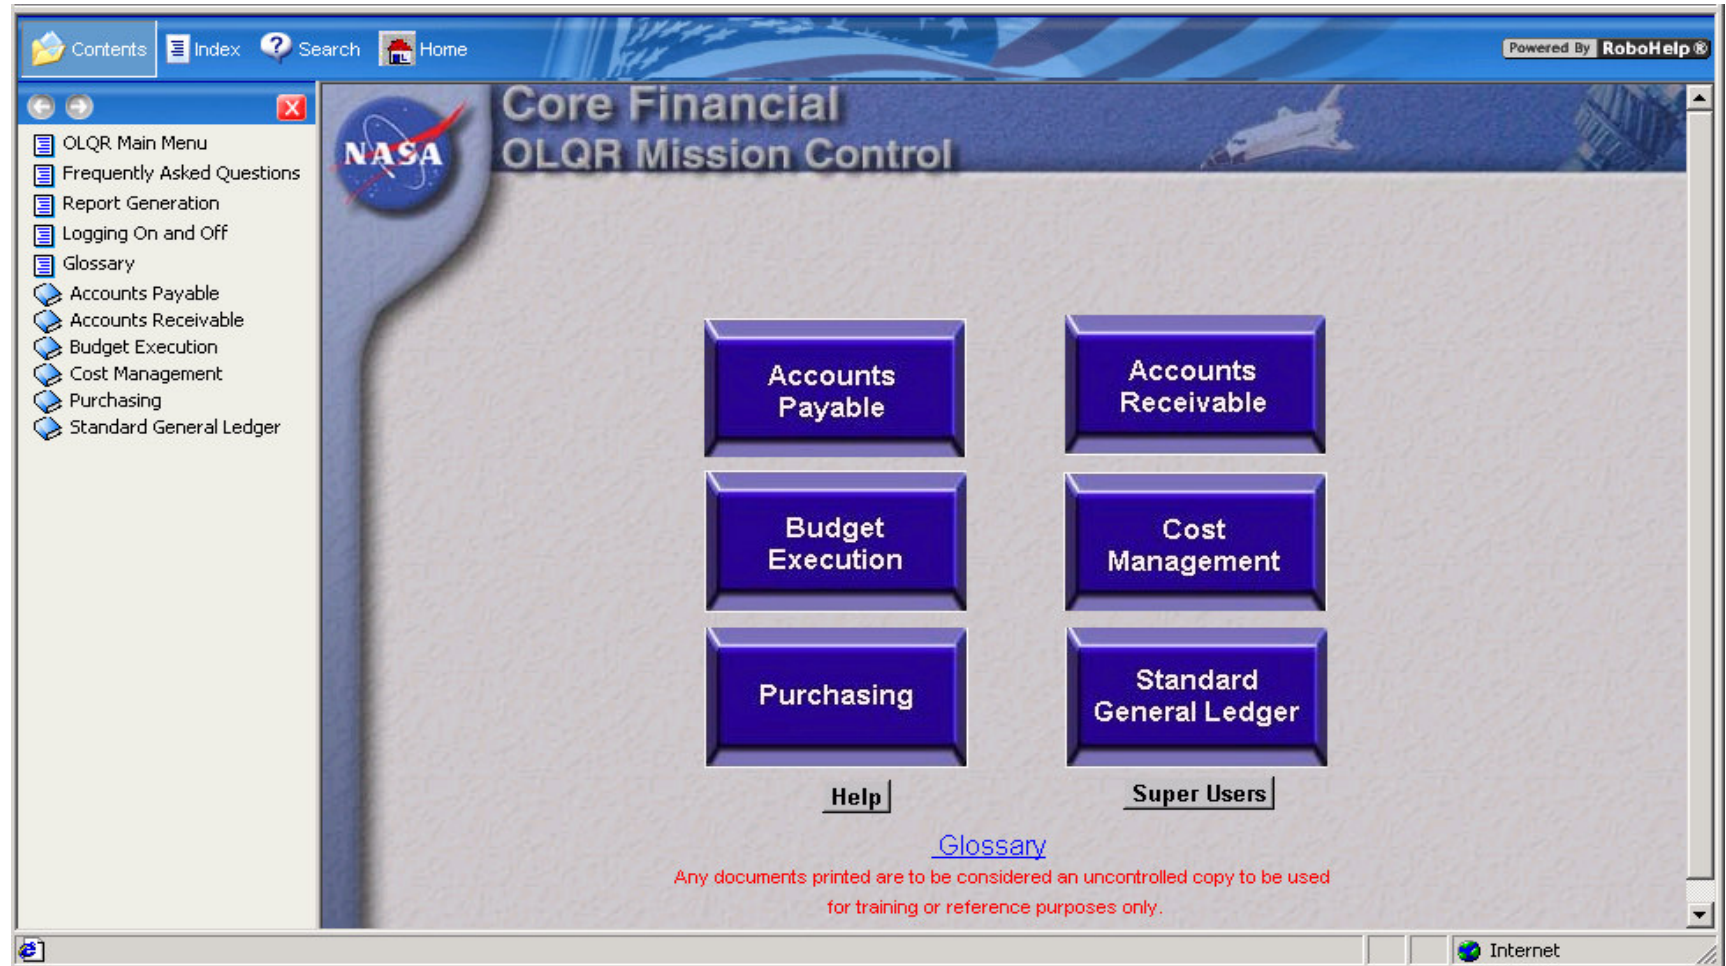 Contents Index Search Home
Powered By RoboHelp ®
OLQR Main Menu
Frequently Asked Questions
Report Generation
Logging On and Off
Glossary
Accounts Payable
Accounts Receivable
Budget Execution
Cost Management
Purchasing
Standard General Ledger
NASA
Core Financial
OLQR Mission Control
Accounts
Payable
Accounts
Receivable
Budget
Execution
Cost
Management
Purchasing
Standard
General Ledger
Help
Super Users
Glossary
Any documents printed are to be considered an uncontrolled copy to be used
for training or reference purposes only.
Internet